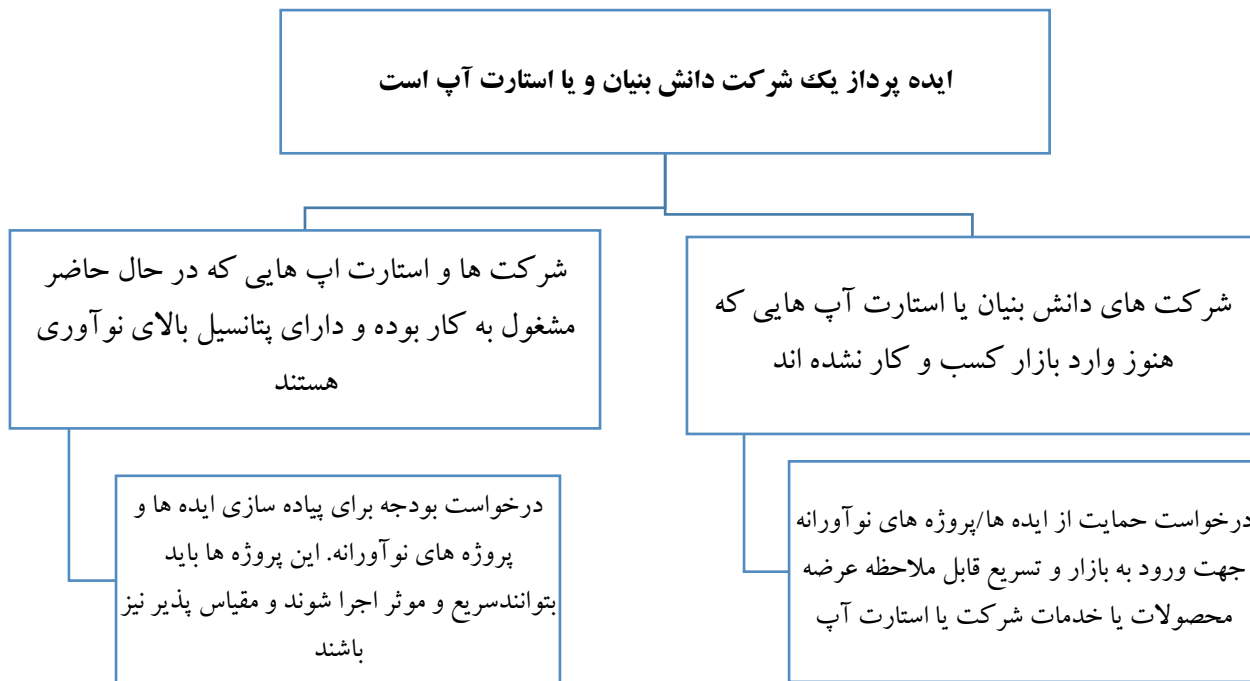 ایده پرداز یک شرکت دانش بنیان و یا استارت آپ است
شرکت های دانش بنیان یا استارت آپ هایی که
هنوز وارد بازار کسب و کار نشده اند
درخواست حمایت از ایده ها/پروژه های نوآورانه
جهت ورود به بازار و تسریع قابل ملاحظه عرضه
محصولات یا خدمات شرکت یا استارت آپ
شرکت ها و استارت اپ هایی که در حال حاضر
مشغول به کار بوده و دارای پتانسیل بالای نوآوری
هستند
درخواست بودجه برای پیاده سازی ایده ها و
پروژه های نوآورانه. این پروژه ها باید
بتوانندسریع و موثر اجرا شوند و مقیاس پذیر نیز
باشند